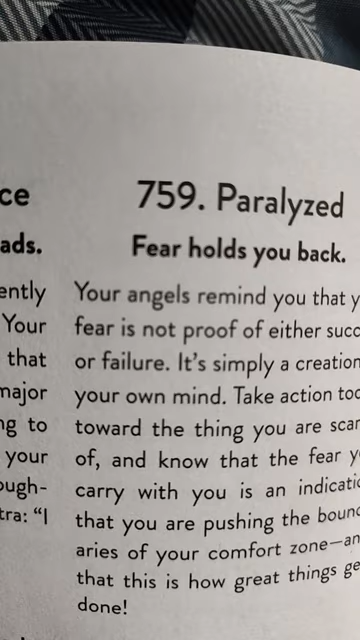 ce
ads.
ently
Your
that
major
ng to
your
ough-
tra: "I
759. Paralyzed
Fear holds you back.
Your angels remind you that
fear is not proof of either
or failure. It's simply a creation
your own mind. Take action
toward the thing you are
of, and know that the fear
carry with you is an
that you are pushing the
aries of your comfort zone—
that this is how great things
done!